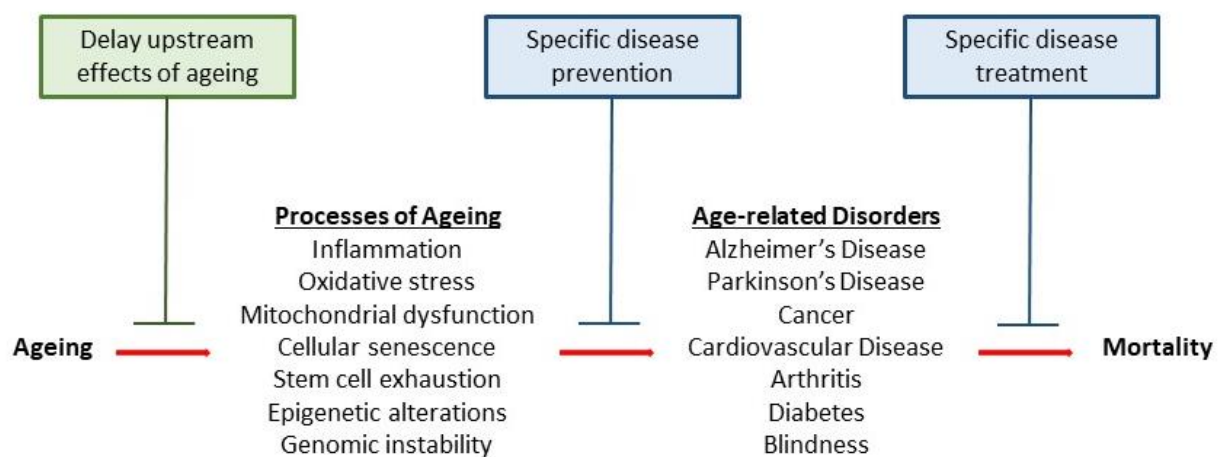 Delay upstream
effects of ageing
Specific disease
prevention
Specific disease
treatment
Processes of Ageing
Inflammation
Oxidative stress
Mitochondrial dysfunction
Cellular senescence
Stem cell exhaustion
Epigenetic alterations
Genomic instability
Age-related Disorders
Alzheimer’s Disease
Parkinson’s Disease
Cancer
Cardiovascular Disease
Arthritis
Diabetes
Blindness
Ageing
Mortality